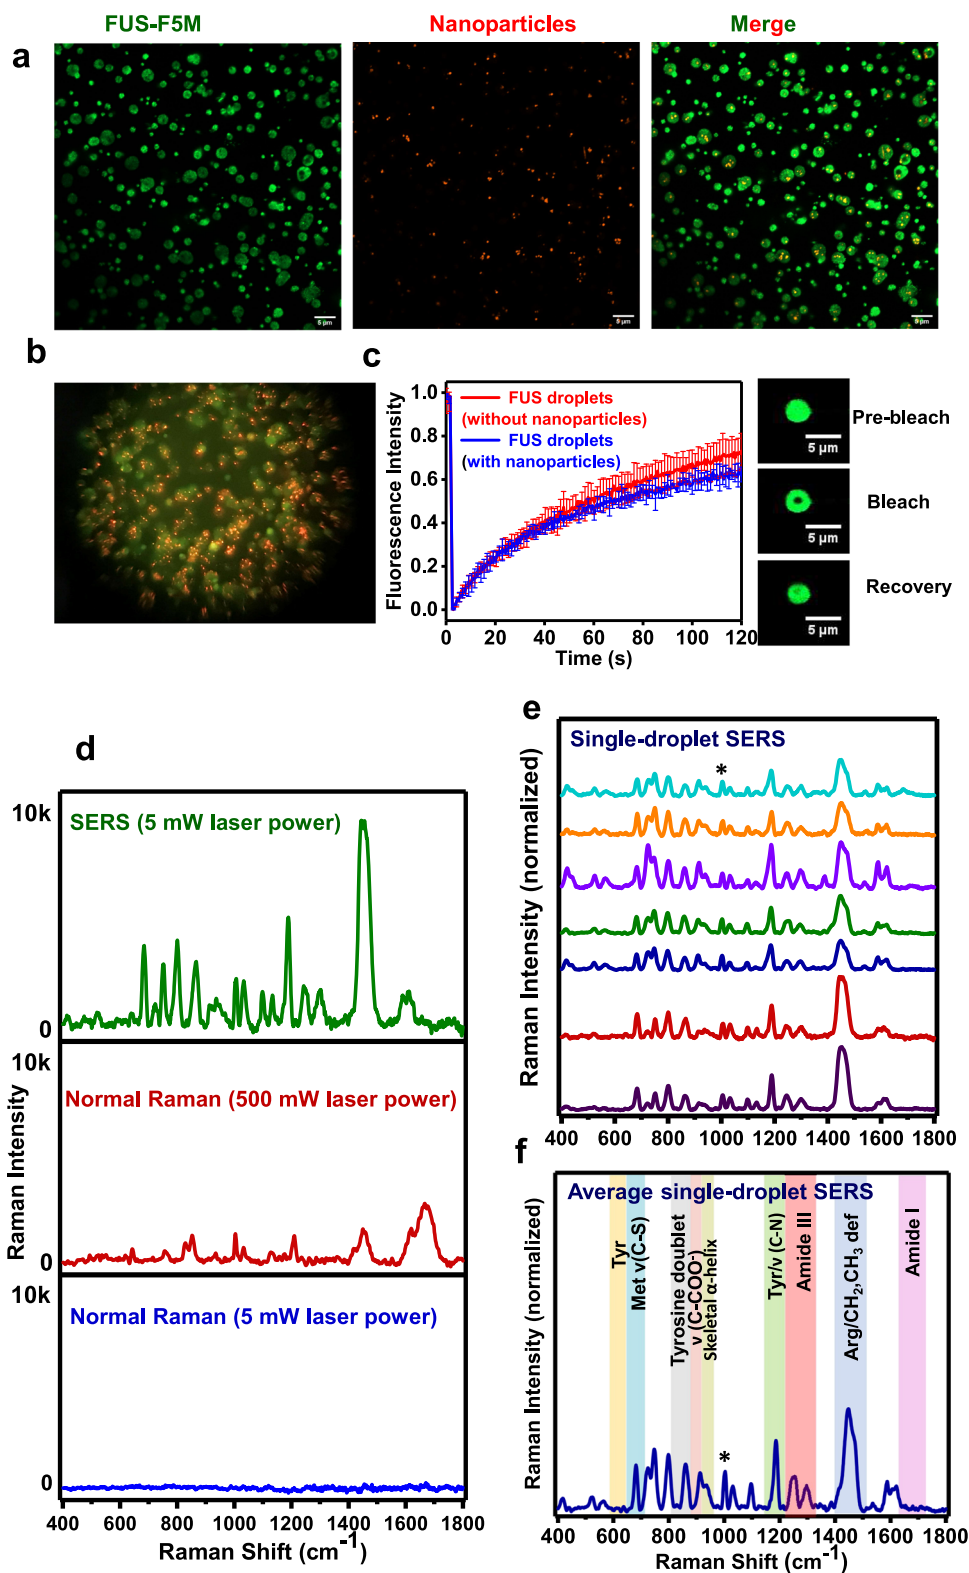 FUS-F5M
Nanoparticles
Merge
a
5 µm
5 µm
5 µm
b
c
Fluorescence Intensity
1.0
0.8
0.6
0.4
0.2
0.0
FUS droplets
(without nanoparticles)
FUS droplets
(with nanoparticles)
0 20 40 60 80 100 120
Time (s)
Pre-bleach
5 µm
Bleach
5 µm
Recovery
5 µm
d
Raman Intensity
10k
SERS (5 mW laser power)
0
10k
Normal Raman (500 mW laser power)
0
10k
Normal Raman (5 mW laser power)
0
400 600 800 1000 1200 1400 1600 1800
Raman Shift (cm⁻¹)
e
Raman Intensity (normalized)
Single-droplet SERS
*
400 600 800 1000 1200 1400 1600 1800
f
Raman Intensity (normalized)
Average single-droplet SERS
Tyr
Met ν(C-S)
Tyrosine doublet
ν (C-COO⁻)
Skeletal α-helix
Tyr/ν (C-N)
Amide III
Arg/CH₂,CH₃ def
Amide I
*
400 600 800 1000 1200 1400 1600 1800
Raman Shift (cm⁻¹)